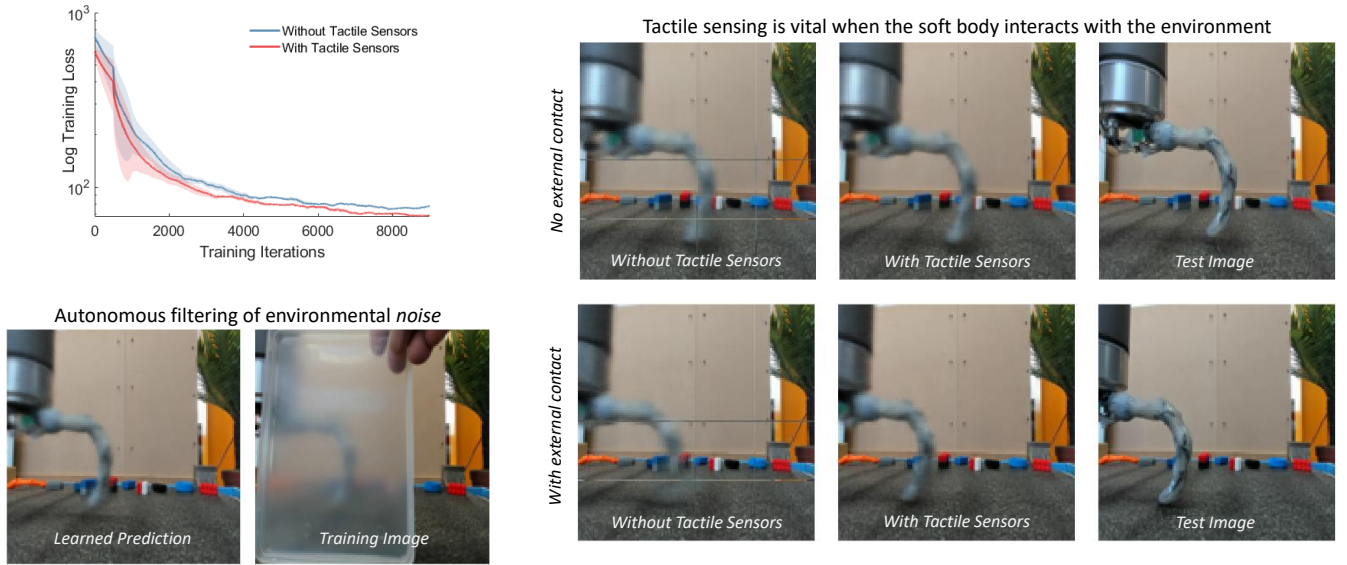 10³
Without Tactile Sensors
With Tactile Sensors
Log Training Loss
10²
0
2000
4000
6000
8000
Training Iterations
Autonomous filtering of environmental noise
Learned Prediction
Training Image
Tactile sensing is vital when the soft body interacts with the environment
No external contact
Without Tactile Sensors
With Tactile Sensors
Test Image
With external contact
Without Tactile Sensors
With Tactile Sensors
Test Image